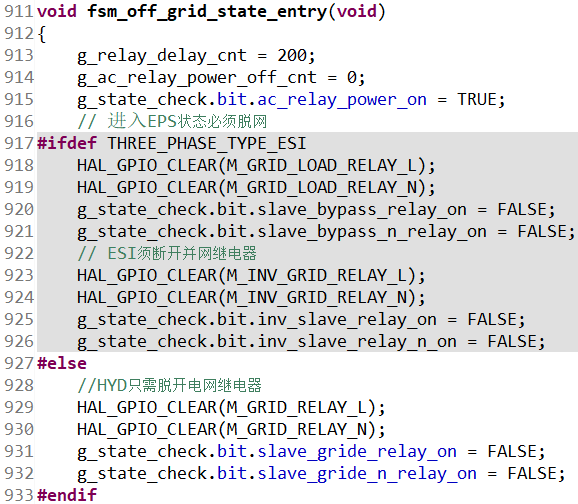 911 void fsm_off_grid_state_entry(void)
912 {
913     g_relay_delay_cnt = 200;
914     g_ac_relay_power_off_cnt = 0;
915     g_state_check.bit.ac_relay_power_on = TRUE;
916     // 进入EPS状态必须脱网
917 #ifdef THREE_PHASE_TYPE_ESI
918     HAL_GPIO_CLEAR(M_GRID_LOAD_RELAY_L);
919     HAL_GPIO_CLEAR(M_GRID_LOAD_RELAY_N);
920     g_state_check.bit.slave_bypass_relay_on = FALSE;
921     g_state_check.bit.slave_bypass_n_relay_on = FALSE;
922     // ESI须断开并网继电器
923     HAL_GPIO_CLEAR(M_INV_GRID_RELAY_L);
924     HAL_GPIO_CLEAR(M_INV_GRID_RELAY_N);
925     g_state_check.bit.inv_slave_relay_on = FALSE;
926     g_state_check.bit.inv_slave_relay_n_on = FALSE;
927 #else
928     //HYD只需脱开电网继电器
929     HAL_GPIO_CLEAR(M_GRID_RELAY_L);
930     HAL_GPIO_CLEAR(M_GRID_RELAY_N);
931     g_state_check.bit.slave_gride_relay_on = FALSE;
932     g_state_check.bit.slave_gride_n_relay_on = FALSE;
933 #endif